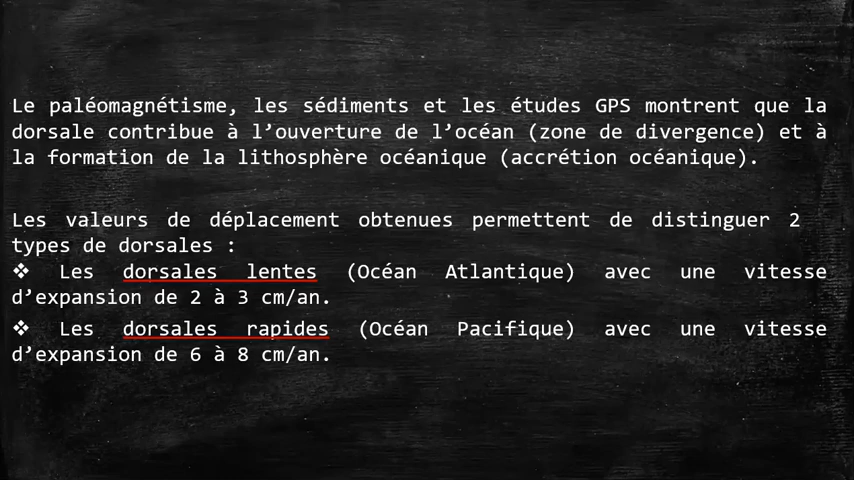 Le paléomagnétisme, les sédiments et les études GPS montrent que la
dorsale contribue à l’ouverture de l’océan (zone de divergence) et à
la formation de la lithosphère océanique (accrétion océanique).
Les valeurs de déplacement obtenues permettent de distinguer 2
types de dorsales :
❖ Les dorsales lentes (Océan Atlantique) avec une vitesse
d’expansion de 2 à 3 cm/an.
❖ Les dorsales rapides (Océan Pacifique) avec une vitesse
d’expansion de 6 à 8 cm/an.